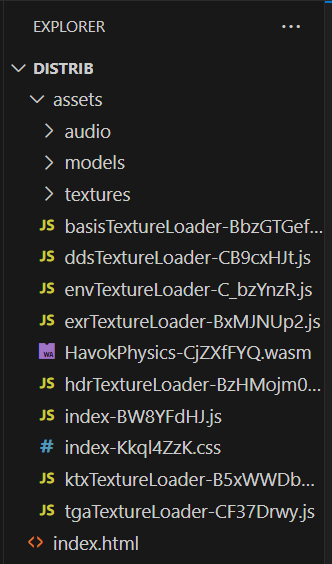 EXPLORER ...
DISTRIB
assets
audio
models
textures
JS basisTextureLoader-BbzGTGef...
JS ddsTextureLoader-CB9cxHJt.js
JS envTextureLoader-C_bzYnzR.js
JS exrTextureLoader-BxMJNUp2.js
WA HavokPhysics-CjZXfFYQ.wasm
JS hdrTextureLoader-BzHMojm0...
JS index-BW8YFdHJ.js
# index-Kkql4ZzK.css
JS ktxTextureLoader-B5xWWDb...
JS tgaTextureLoader-CF37Drwy.js
<> index.html